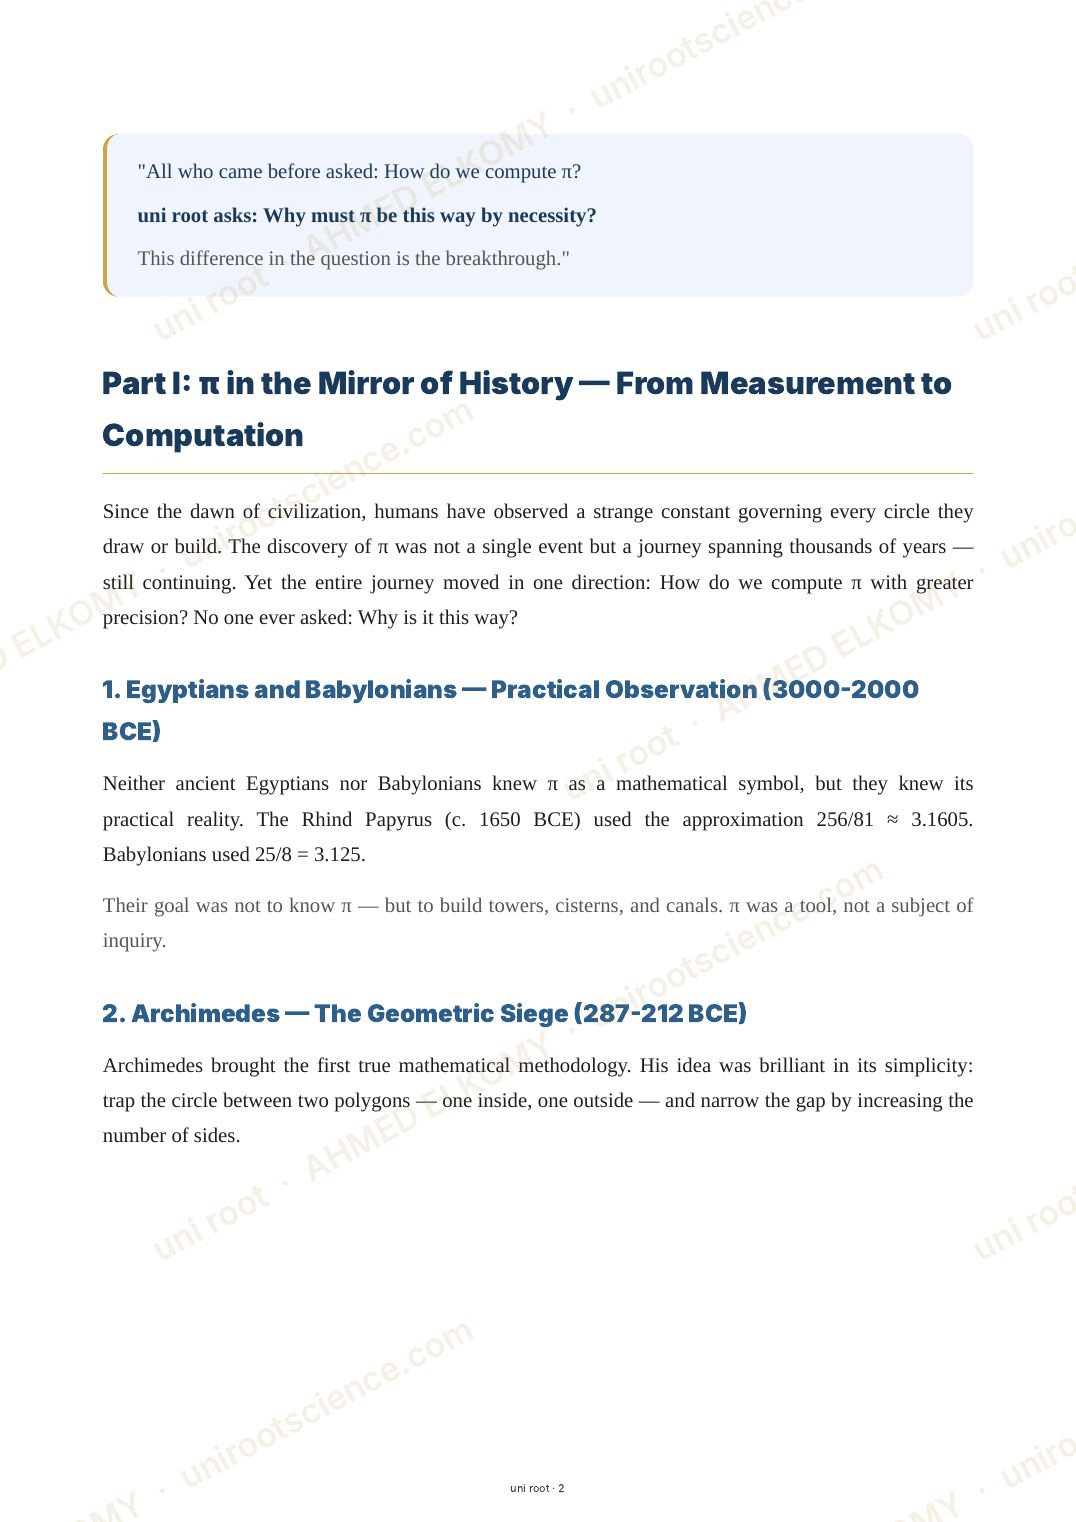 "All who came before asked: How do we compute π?
uni root asks: Why must π be this way by necessity?
This difference in the question is the breakthrough."
Part I: π in the Mirror of History — From Measurement to
Computation
Since the dawn of civilization, humans have observed a strange constant governing every circle they
draw or build. The discovery of π was not a single event but a journey spanning thousands of years —
still continuing. Yet the entire journey moved in one direction: How do we compute π with greater
precision? No one ever asked: Why is it this way?
1. Egyptians and Babylonians — Practical Observation (3000-2000
BCE)
Neither ancient Egyptians nor Babylonians knew π as a mathematical symbol, but they knew its
practical reality. The Rhind Papyrus (c. 1650 BCE) used the approximation 256/81 ≈ 3.1605.
Babylonians used 25/8 = 3.125.
Their goal was not to know π — but to build towers, cisterns, and canals. π was a tool, not a subject of
inquiry.
2. Archimedes — The Geometric Siege (287-212 BCE)
Archimedes brought the first true mathematical methodology. His idea was brilliant in its simplicity:
trap the circle between two polygons — one inside, one outside — and narrow the gap by increasing the
number of sides.
uni root · AHMED ELKOMY · unirootscience.com
uni root · 2